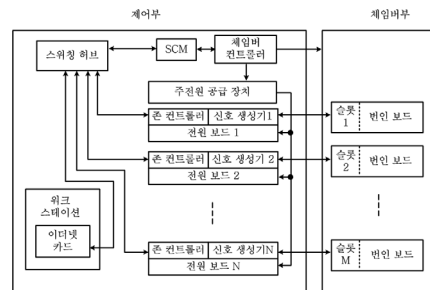 제어부
체임버부
스위칭 허브
SCM
체임버
컨트롤러
주전원 공급 장치
존 컨트롤러
신호 생성기1
전원 보드 1
슬롯
1
번인 보드
존 컨트롤러
신호 생성기 2
전원 보드 2
슬롯
2
번인 보드
워크
스테이션
이더넷
카드
존 컨트롤러
신호 생성기N
전원 보드 N
슬롯
M
번인 보드